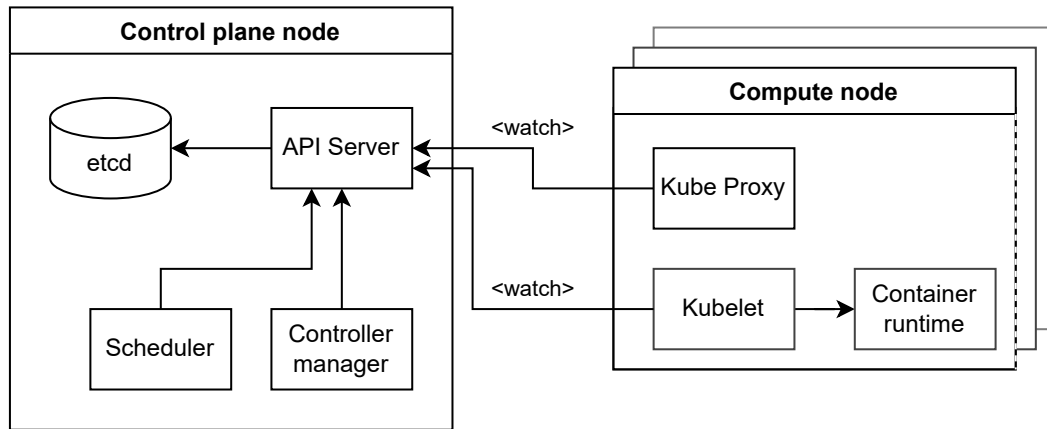 Control plane node
etcd
API Server
Scheduler
Controller
manager
<watch>
<watch>
Compute node
Kube Proxy
Kubelet
Container
runtime